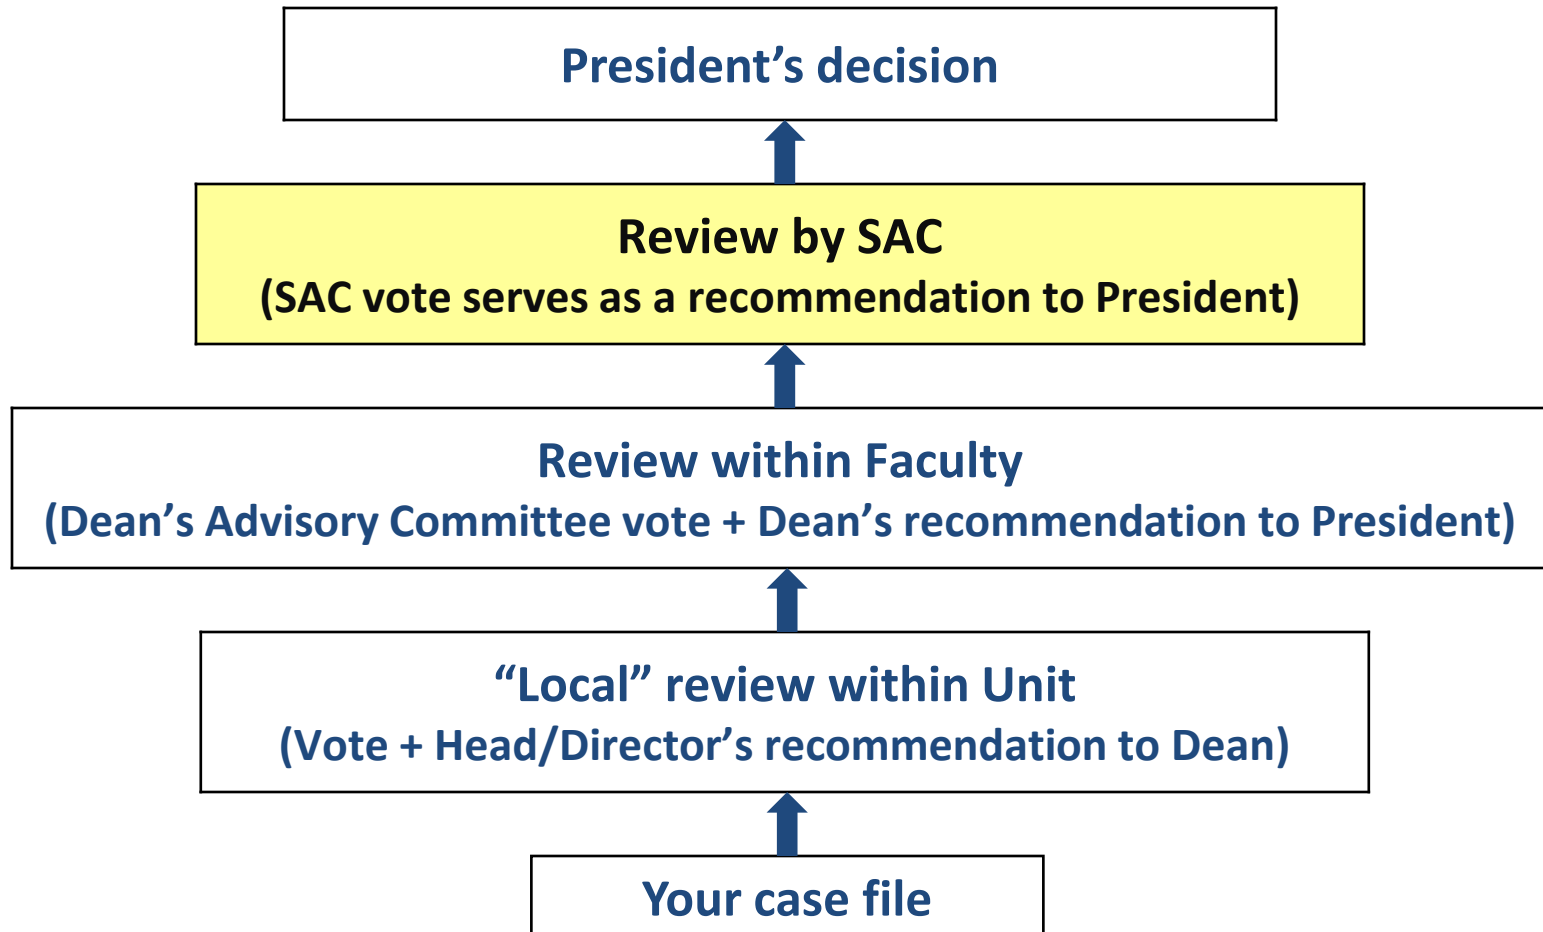 President’s decision
Review by SAC
(SAC vote serves as a recommendation to President)
Review within Faculty
(Dean’s Advisory Committee vote + Dean’s recommendation to President)
“Local” review within Unit
(Vote + Head/Director’s recommendation to Dean)
Your case file